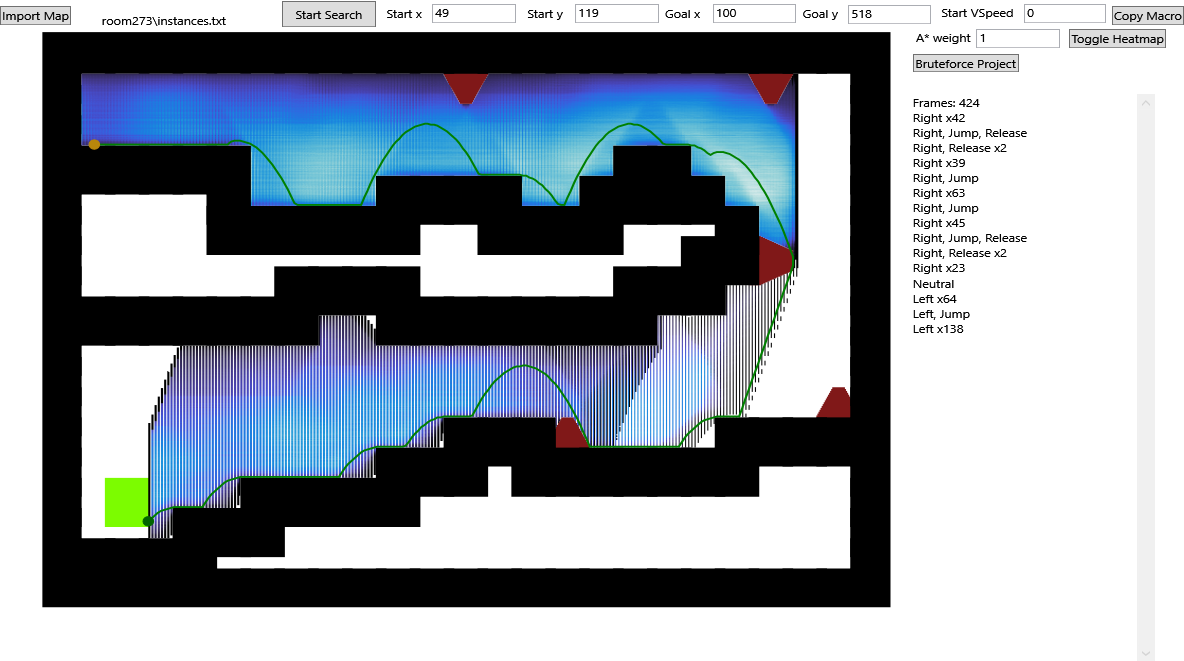 Import Map
room273\instances.txt
Start Search
Start x 49
Start y 119
Goal x 100
Goal y 518
Start VSpeed 0
Copy Macro
A* weight 1
Toggle Heatmap
Bruteforce Project
Frames: 424
Right x42
Right, Jump, Release
Right, Release x2
Right x39
Right, Jump
Right x63
Right, Jump
Right x45
Right, Jump, Release
Right, Release x2
Right x23
Neutral
Left x64
Left, Jump
Left x138